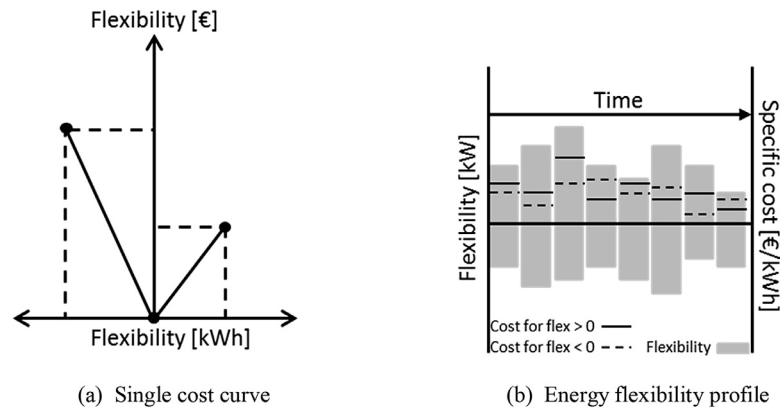 Flexibility [€]
Flexibility [kWh]
(a) Single cost curve
Time
Flexibility [kW]
Specific cost [€/kWh]
Cost for flex > 0
Cost for flex < 0
Flexibility
(b) Energy flexibility profile